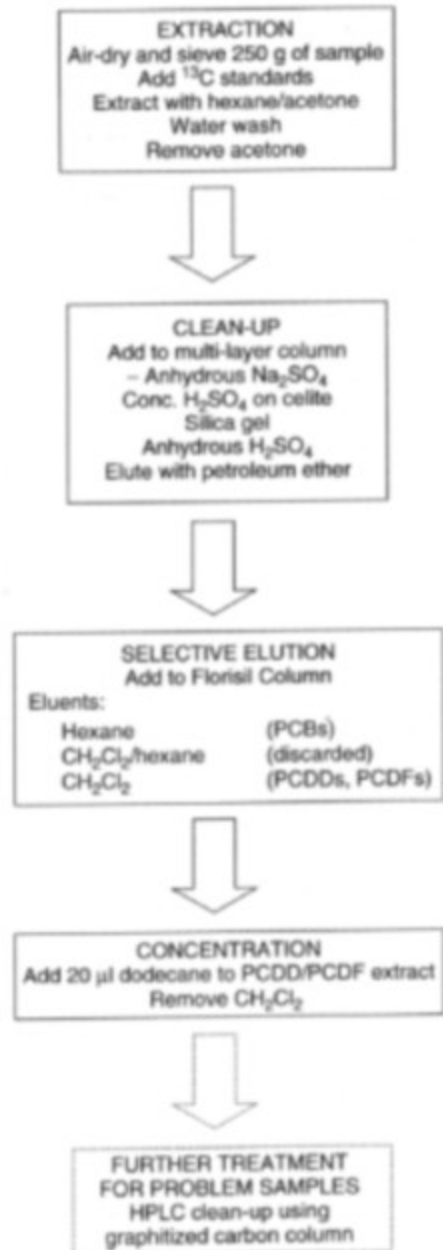 EXTRACTION
Air-dry and sieve 250 g of sample
Add ¹³C standards
Extract with hexane/acetone
Water wash
Remove acetone
CLEAN-UP
Add to multi-layer column
– Anhydrous Na₂SO₄
Conc. H₂SO₄ on celite
Silica gel
Anhydrous H₂SO₄
Elute with petroleum ether
SELECTIVE ELUTION
Add to Florisil Column
Eluents:
Hexane (PCBs)
CH₂Cl₂/hexane (discarded)
CH₂Cl₂ (PCDDs, PCDFs)
CONCENTRATION
Add 20 µl dodecane to PCDD/PCDF extract
Remove CH₂Cl₂
FURTHER TREATMENT
FOR PROBLEM SAMPLES
HPLC clean-up using
graphitized carbon column